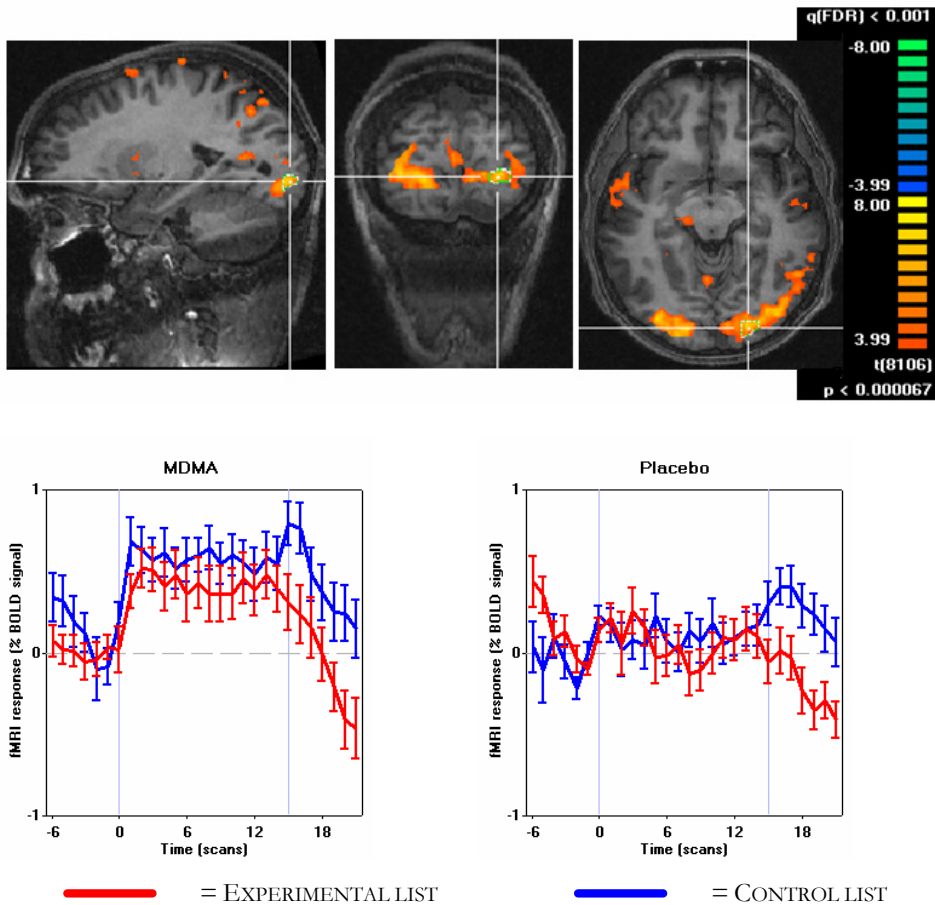 q(FDR) < 0.001
-8.00
-3.99
8.00
3.99
t(8106)
p < 0.000067
MDMA
fMRI response (% BOLD signal)
1
0
-1
-6 0 6 12 18
Time (scans)
Placebo
fMRI response (% BOLD signal)
1
0
-1
-6 0 6 12 18
Time (scans)
= EXPERIMENTAL LIST
= CONTROL LIST